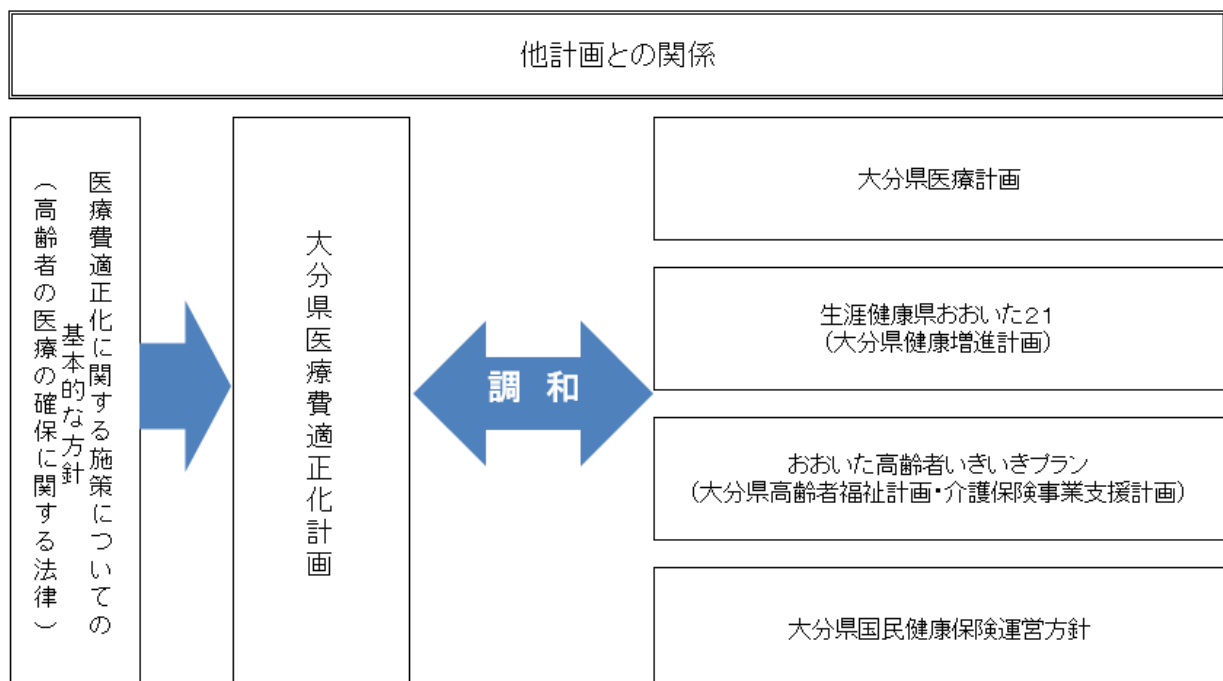 他計画との関係
医療費適正化に関する施策についての
基本的な方針
（高齢者の医療の確保に関する法律）
大分県医療費適正化計画
調 和
大分県医療計画
生涯健康県おおいた２１
（大分県健康増進計画）
おおいた高齢者いきいきプラン
（大分県高齢者福祉計画・介護保険事業支援計画）
大分県国民健康保険運営方針